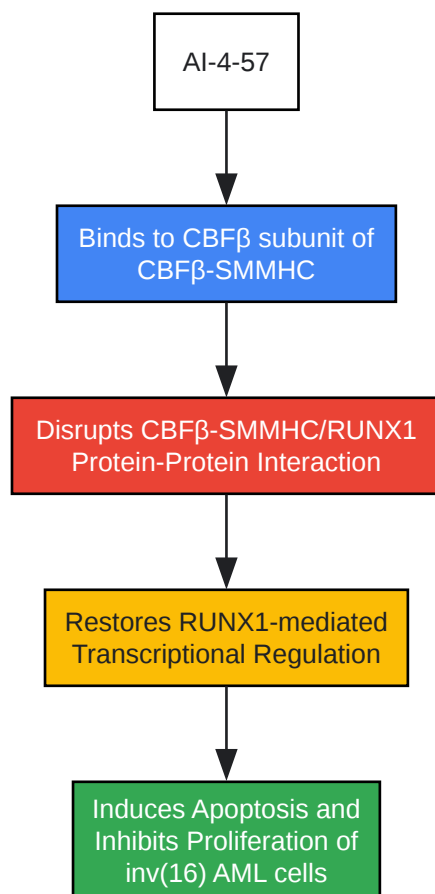 AI-4-57
Binds to CBFβ subunit of
CBFβ-SMMHC
Disrupts CBFβ-SMMHC/RUNX1
Protein-Protein Interaction
Restores RUNX1-mediated
Transcriptional Regulation
Induces Apoptosis and
Inhibits Proliferation of
inv(16) AML cells